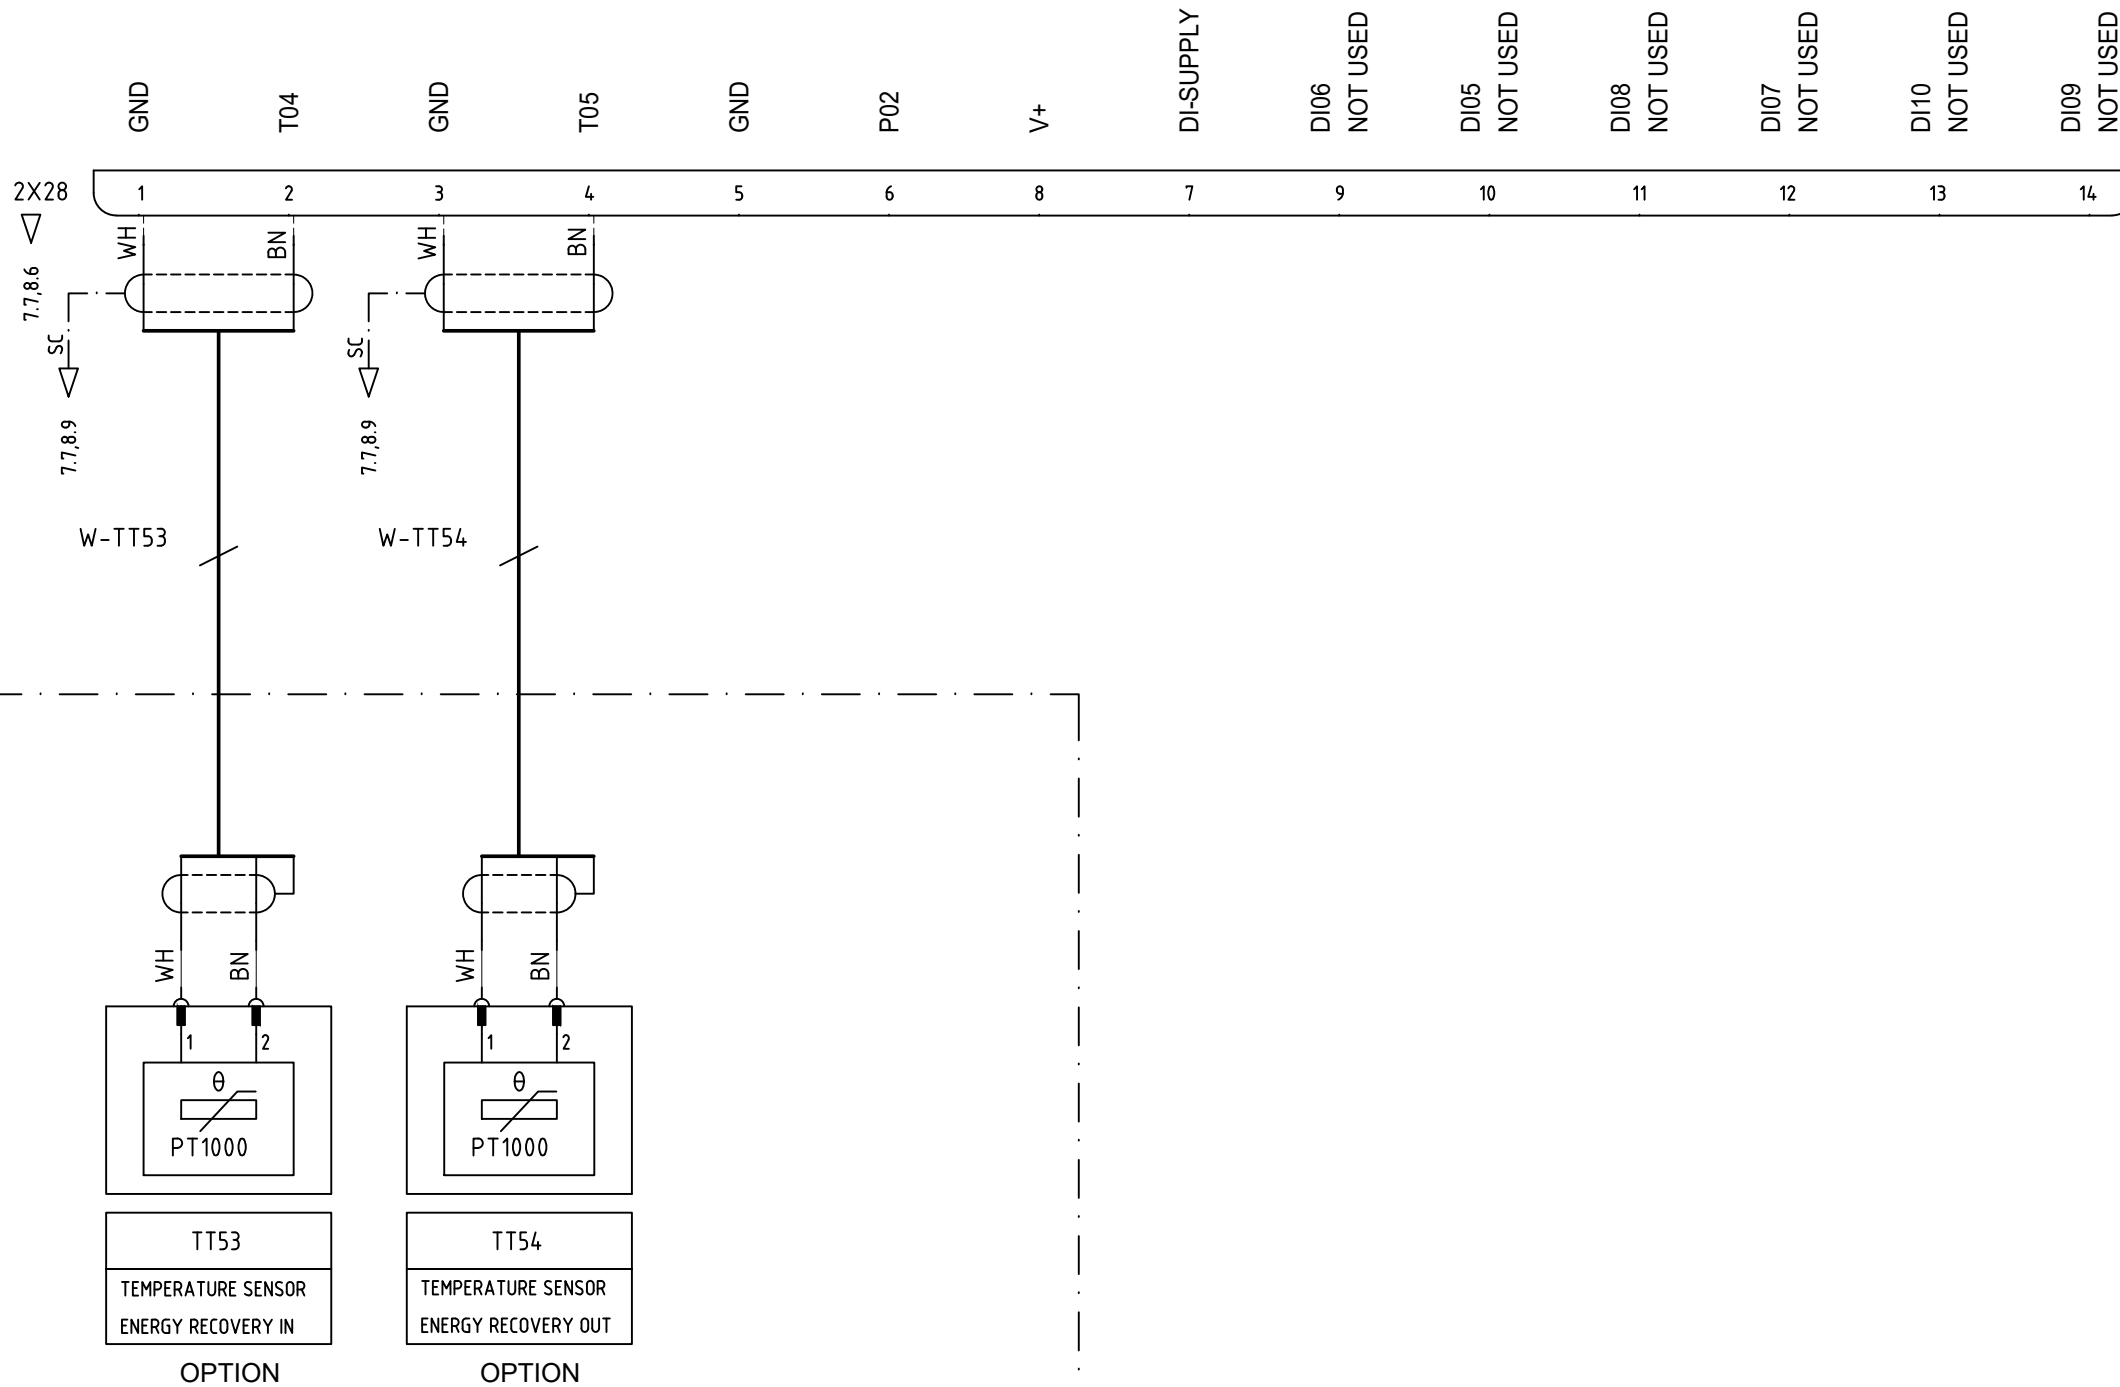 GND
T04
GND
T05
GND
P02
V+
DI-SUPPLY
DI06
NOT USED
DI05
NOT USED
DI08
NOT USED
DI07
NOT USED
DI10
NOT USED
DI09
NOT USED
2X28
1
2
3
4
5
6
8
7
9
10
11
12
13
14
7.7,8.6
WH
BN
WH
BN
SC
SC
7.7,8.9
7.7,8.9
W-TT53
W-TT54
WH
BN
WH
BN
1
2
1
2
θ
θ
PT1000
PT1000
TT53
TEMPERATURE SENSOR
ENERGY RECOVERY IN
OPTION
TT54
TEMPERATURE SENSOR
ENERGY RECOVERY OUT
OPTION